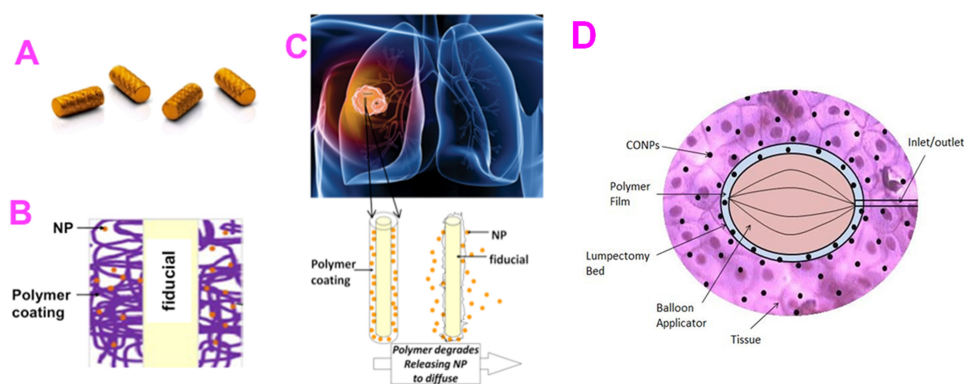 A
B
NP
Polymer
coating
fiducial
C
Polymer
coating
NP
fiducial
Polymer degrades
Releasing NP
to diffuse
D
CONPs
Inlet/outlet
Polymer
Film
Lumpectomy
Bed
Balloon
Applicator
Tissue